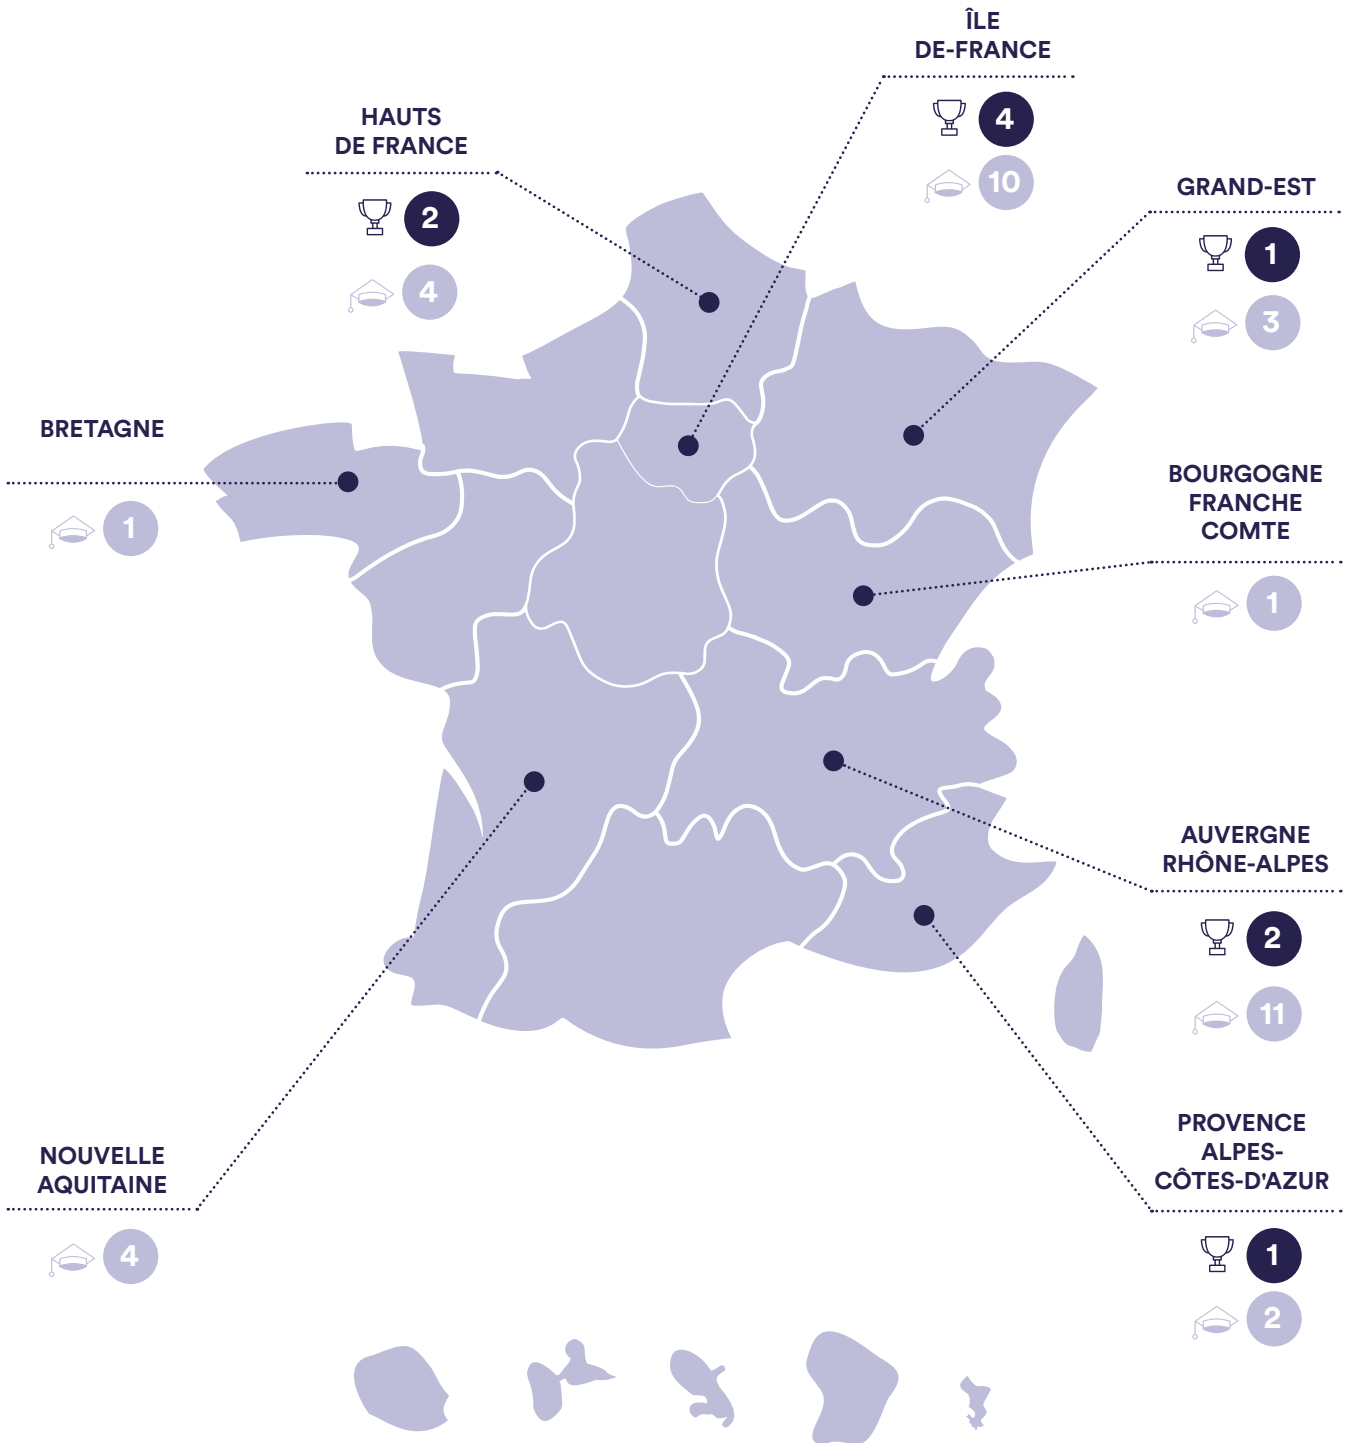 ÎLE
DE-FRANCE
4
10
HAUTS
DE FRANCE
2
4
GRAND-EST
1
3
BRETAGNE
1
BOURGOGNE
FRANCHE
COMTE
1
AUVERGNE
RHÔNE-ALPES
2
11
NOUVELLE
AQUITAINE
4
PROVENCE
ALPES-
CÔTES-D'AZUR
1
2